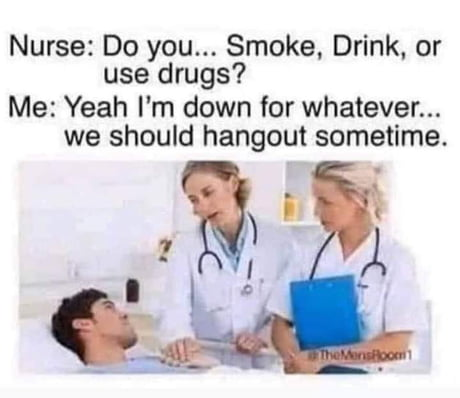 Nurse: Do you... Smoke, Drink, or
use drugs?
Me: Yeah I'm down for whatever...
we should hangout sometime.
@TheMensRoom1